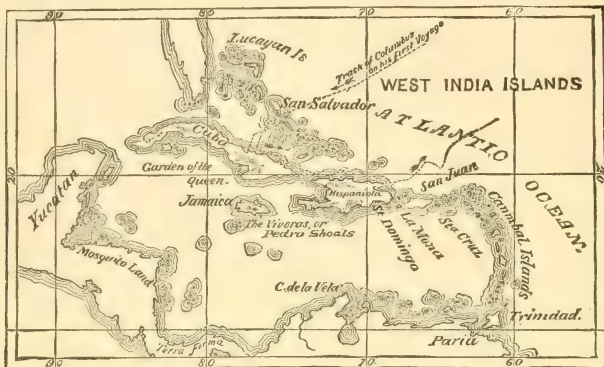 90
80
70
60
Lucayan Is
Track of Columbus
on his first Voyage
WEST INDIA ISLANDS
San-Salvador
ATLANTIC
OCEAN.
Cuba
20
20
Garden of the
Queen.
San Juan
Yucatan
Jamaica
Hispaniola
The Vivoras, or
Pedro Shoals
St Domingo
La Mona
Sta Cruz
Cannibal Islands
Mosquito Land
C. de la Vela
Trinidad.
Terra firma
Paria
90
80
70
60